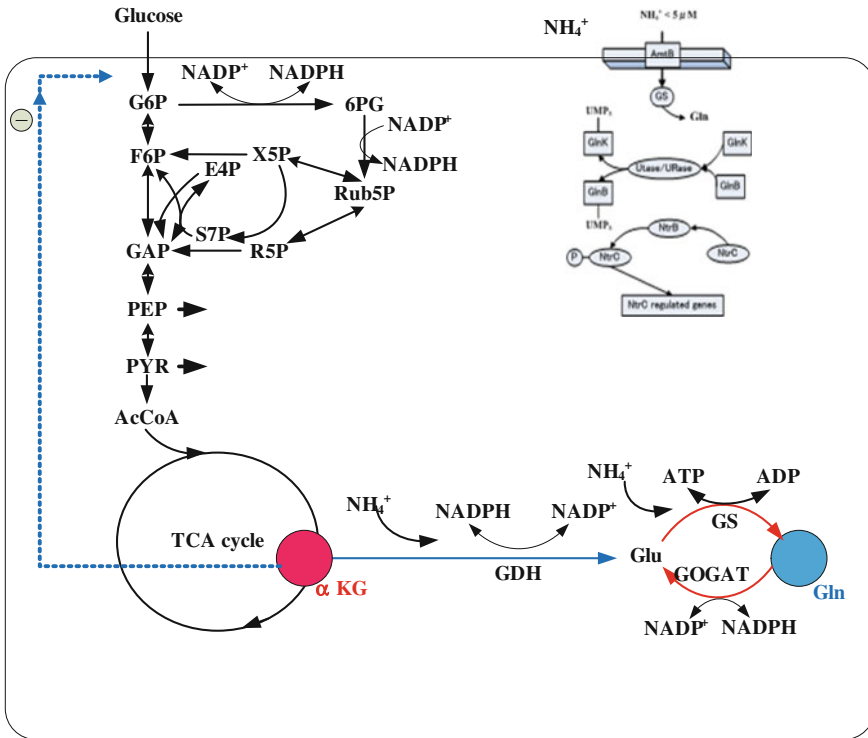 Glucose
NH₄⁺
NH₄⁺ < 5 μM
AmtB
GS
Gln
NADP⁺
NADPH
G6P
6PG
−
NADP⁺
NADPH
F6P
E4P
X5P
Rub5P
S7P
GAP
R5P
UMP₃
GlnK
GlnK
Utase/URase
GlnB
GlnB
UMP₃
NtrB
P
NtrC
NtrC
NtrC regulated genes
PEP
PYR
AcCoA
TCA cycle
α KG
NH₄⁺
NADPH
NADP⁺
GDH
NH₄⁺
ATP
ADP
GS
Glu
GOGAT
Gln
NADP⁺
NADPH